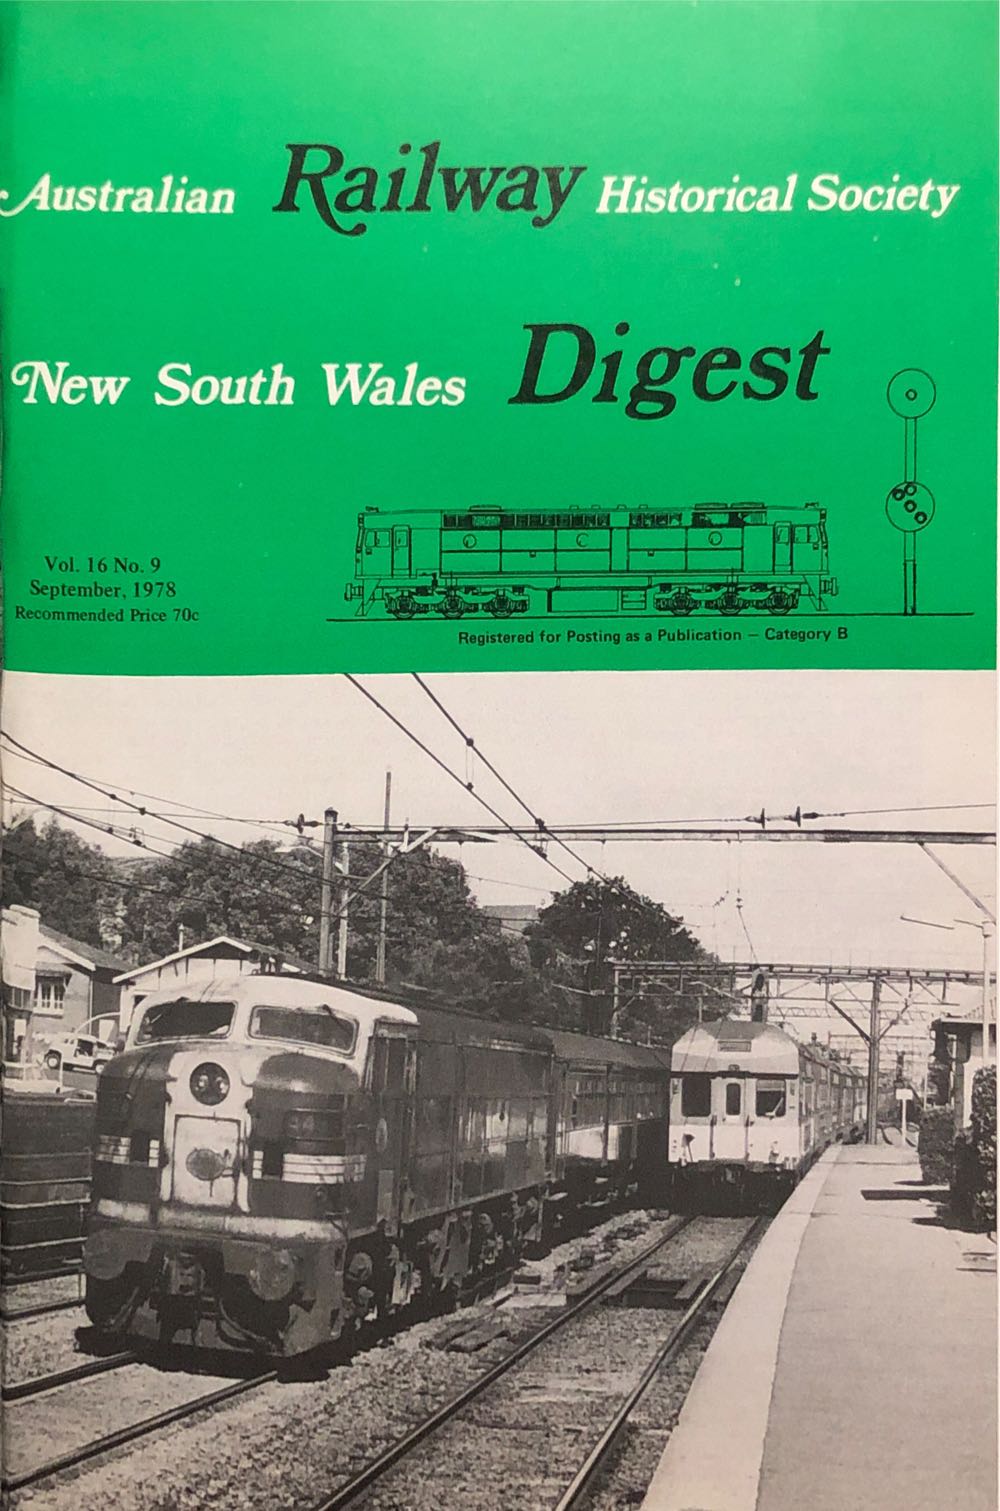 Australian Railway Historical Society
New South Wales Digest
Vol. 16 No. 9
September, 1978
Recommended Price 70c
Registered for Posting as a Publication — Category B